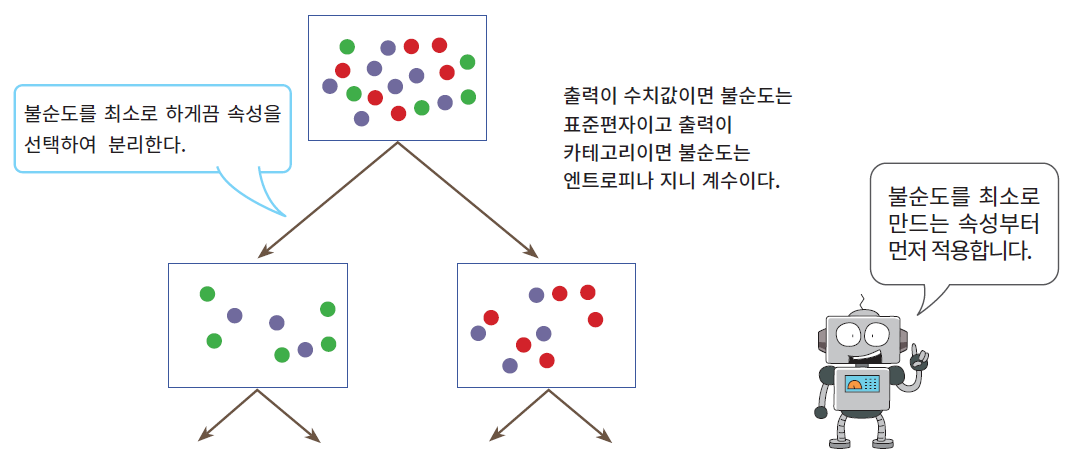 불순도를 최소로 하게끔 속성을
선택하여 분리한다.
출력이 수치값이면 불순도는
표준편자이고 출력이
카테고리이면 불순도는
엔트로피나 지니 계수이다.
불순도를 최소로
만드는 속성부터
먼저 적용합니다.